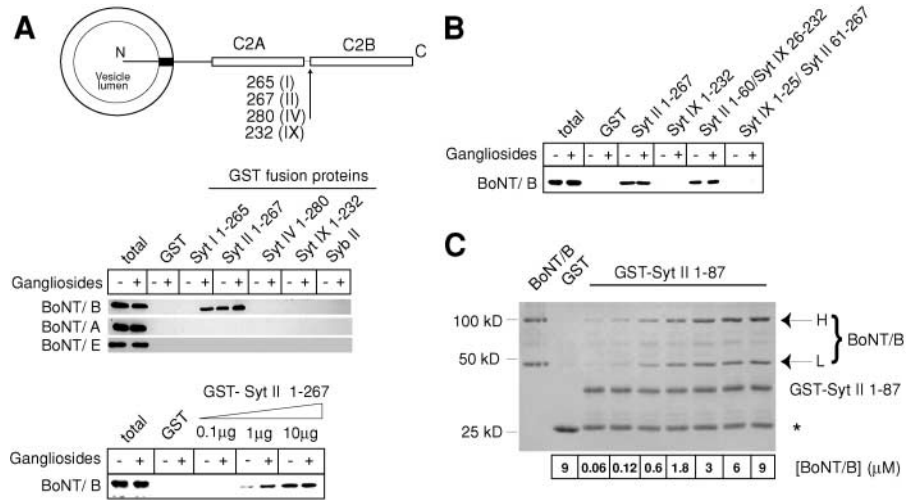 A
N
C2A
C2B
C
Vesicle
lumen
265 (I)
267 (II)
280 (IV)
232 (IX)
GST fusion proteins
total
GST
Syt I 1-265
Syt II 1-267
Syt IV 1-280
Syt IX 1-232
Syb II
Gangliosides - + - + - + - + - + - + - +
BoNT/ B
BoNT/ A
BoNT/ E
GST- Syt II 1-267
total
GST
0.1µg 1µg 10µg
Gangliosides - + - + - + - + - +
BoNT/ B
B
total
GST
Syt II 1-267
Syt IX 1-232
Syt II 1-60/Syt IX 26-232
Syt IX 1-25/ Syt II 61-267
Gangliosides - + - + - + - + - + - +
BoNT/ B
C
BoNT/B
GST
GST-Syt II 1-87
100 kD
50 kD
25 kD
H
L
BoNT/B
GST-Syt II 1-87
*
9 0.06 0.12 0.6 1.8 3 6 9 [BoNT/B] (µM)